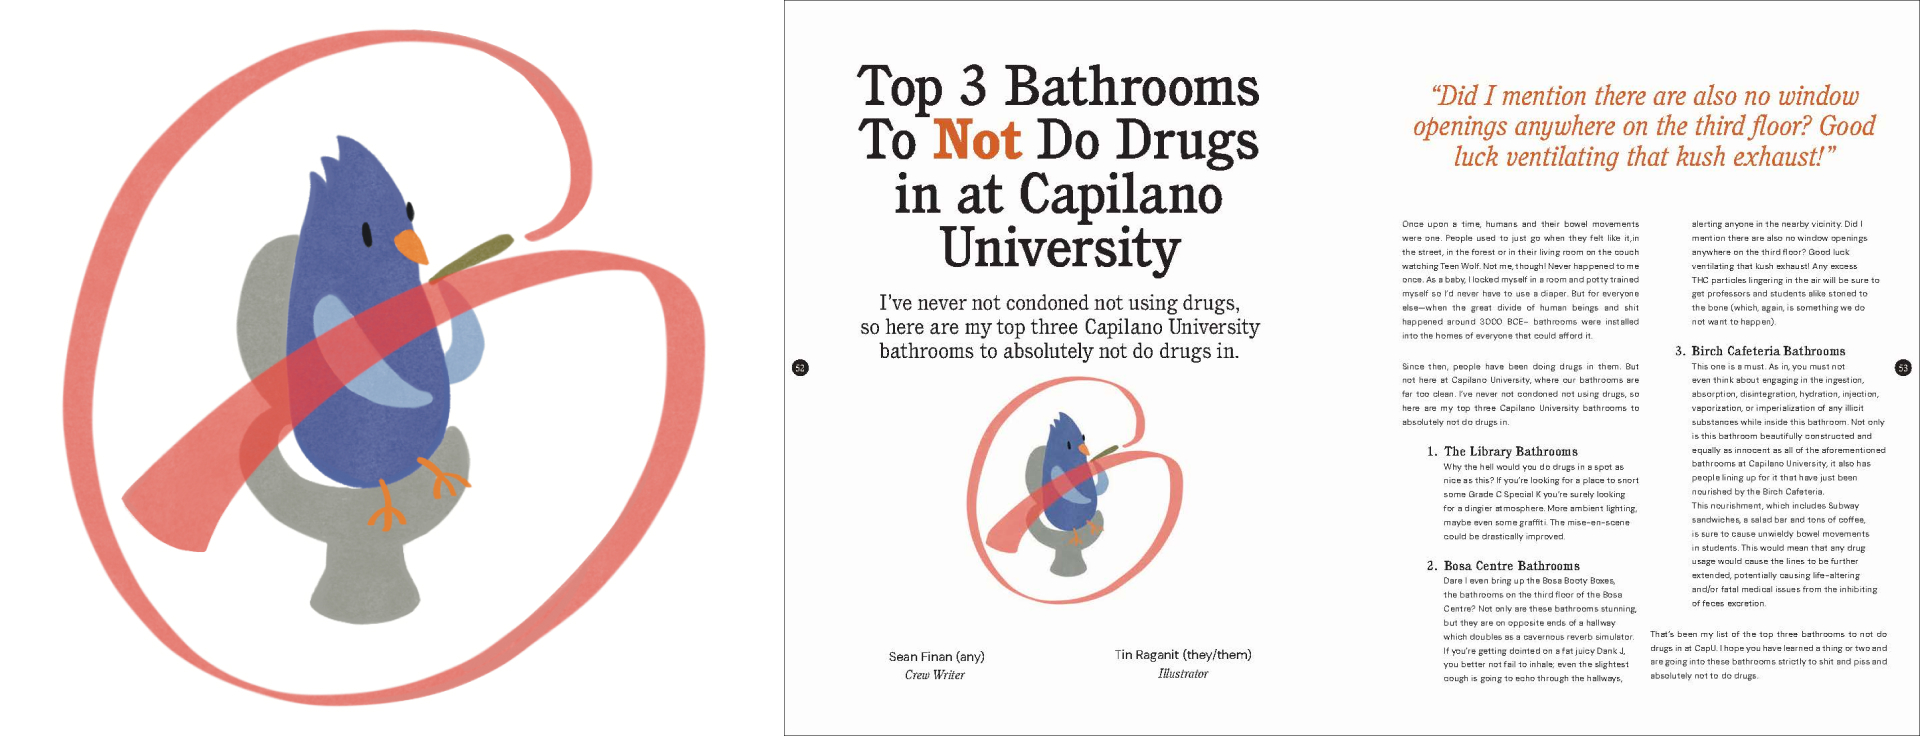 Top 3 Bathrooms
To Not Do Drugs
in at Capilano
University
I've never not condoned not using drugs,
so here are my top three Capilano University
bathrooms to absolutely not do drugs in.
52
Sean Finan (any)
Crew Writer
Tin Raganit (they/them)
Illustrator
“Did I mention there are also no window
openings anywhere on the third floor? Good
luck ventilating that kush exhaust!”
Once upon a time, humans and their bowel movements
were one. People used to just go when they felt like it,in
the street, in the forest or in their living room on the couch
watching Teen Wolf. Not me, though! Never happened to me
once. As a baby, I locked myself in a room and potty trained
myself so I'd never have to use a diaper. But for everyone
else—when the great divide of human beings and shit
happened around 3000 BCE– bathrooms were installed
into the homes of everyone that could afford it.
Since then, people have been doing drugs in them. But
not here at Capilano University, where our bathrooms are
far too clean. I've never not condoned not using drugs, so
here are my top three Capilano University bathrooms to
absolutely not do drugs in.
1. The Library Bathrooms
Why the hell would you do drugs in a spot as
nice as this? If you're looking for a place to snort
some Grade C Special K you're surely looking
for a dingier atmosphere. More ambient lighting,
maybe even some graffiti. The mise-en-scene
could be drastically improved.
2. Bosa Centre Bathrooms
Dare I even bring up the Bosa Booty Boxes,
the bathrooms on the third floor of the Bosa
Centre? Not only are these bathrooms stunning,
but they are on opposite ends of a hallway
which doubles as a cavernous reverb simulator.
If you're getting dointed on a fat juicy Dank J,
you better not fail to inhale; even the slightest
cough is going to echo through the hallways,
alerting anyone in the nearby vicinity. Did I
mention there are also no window openings
anywhere on the third floor? Good luck
ventilating that kush exhaust! Any excess
THC particles lingering in the air will be sure to
get professors and students alike stoned to
the bone (which, again, is something we do
not want to happen).
3. Birch Cafeteria Bathrooms
This one is a must. As in, you must not
even think about engaging in the ingestion,
absorption, disintegration, hydration, injection,
vaporization, or imperialization of any illicit
substances while inside this bathroom. Not only
is this bathroom beautifully constructed and
equally as innocent as all of the aforementioned
bathrooms at Capilano University, it also has
people lining up for it that have just been
nourished by the Birch Cafeteria.
This nourishment, which includes Subway
sandwiches, a salad bar and tons of coffee,
is sure to cause unwieldy bowel movements
in students. This would mean that any drug
usage would cause the lines to be further
extended, potentially causing life-altering
and/or fatal medical issues from the inhibiting
of feces excretion.
That's been my list of the top three bathrooms to not do
drugs in at CapU. I hope you have learned a thing or two and
are going into these bathrooms strictly to shit and piss and
absolutely not to do drugs.
53